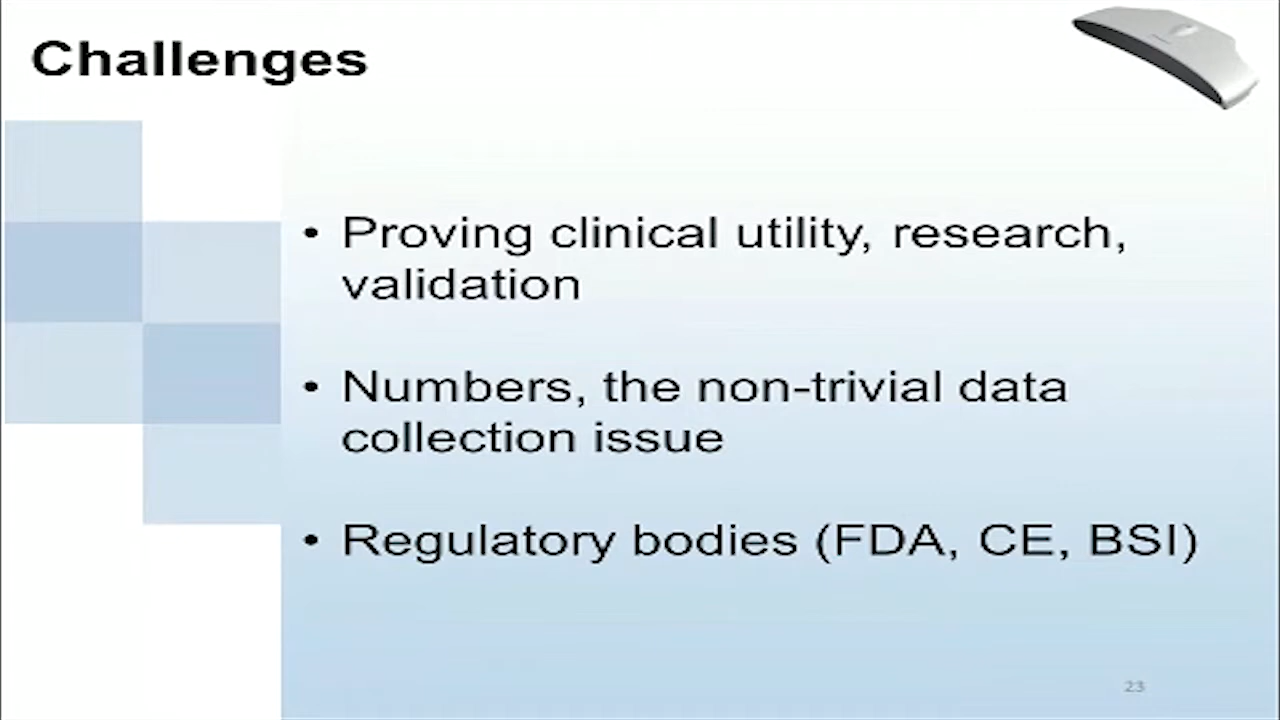 Challenges
• Proving clinical utility, research,
validation
• Numbers, the non-trivial data
collection issue
• Regulatory bodies (FDA, CE, BSI)
23